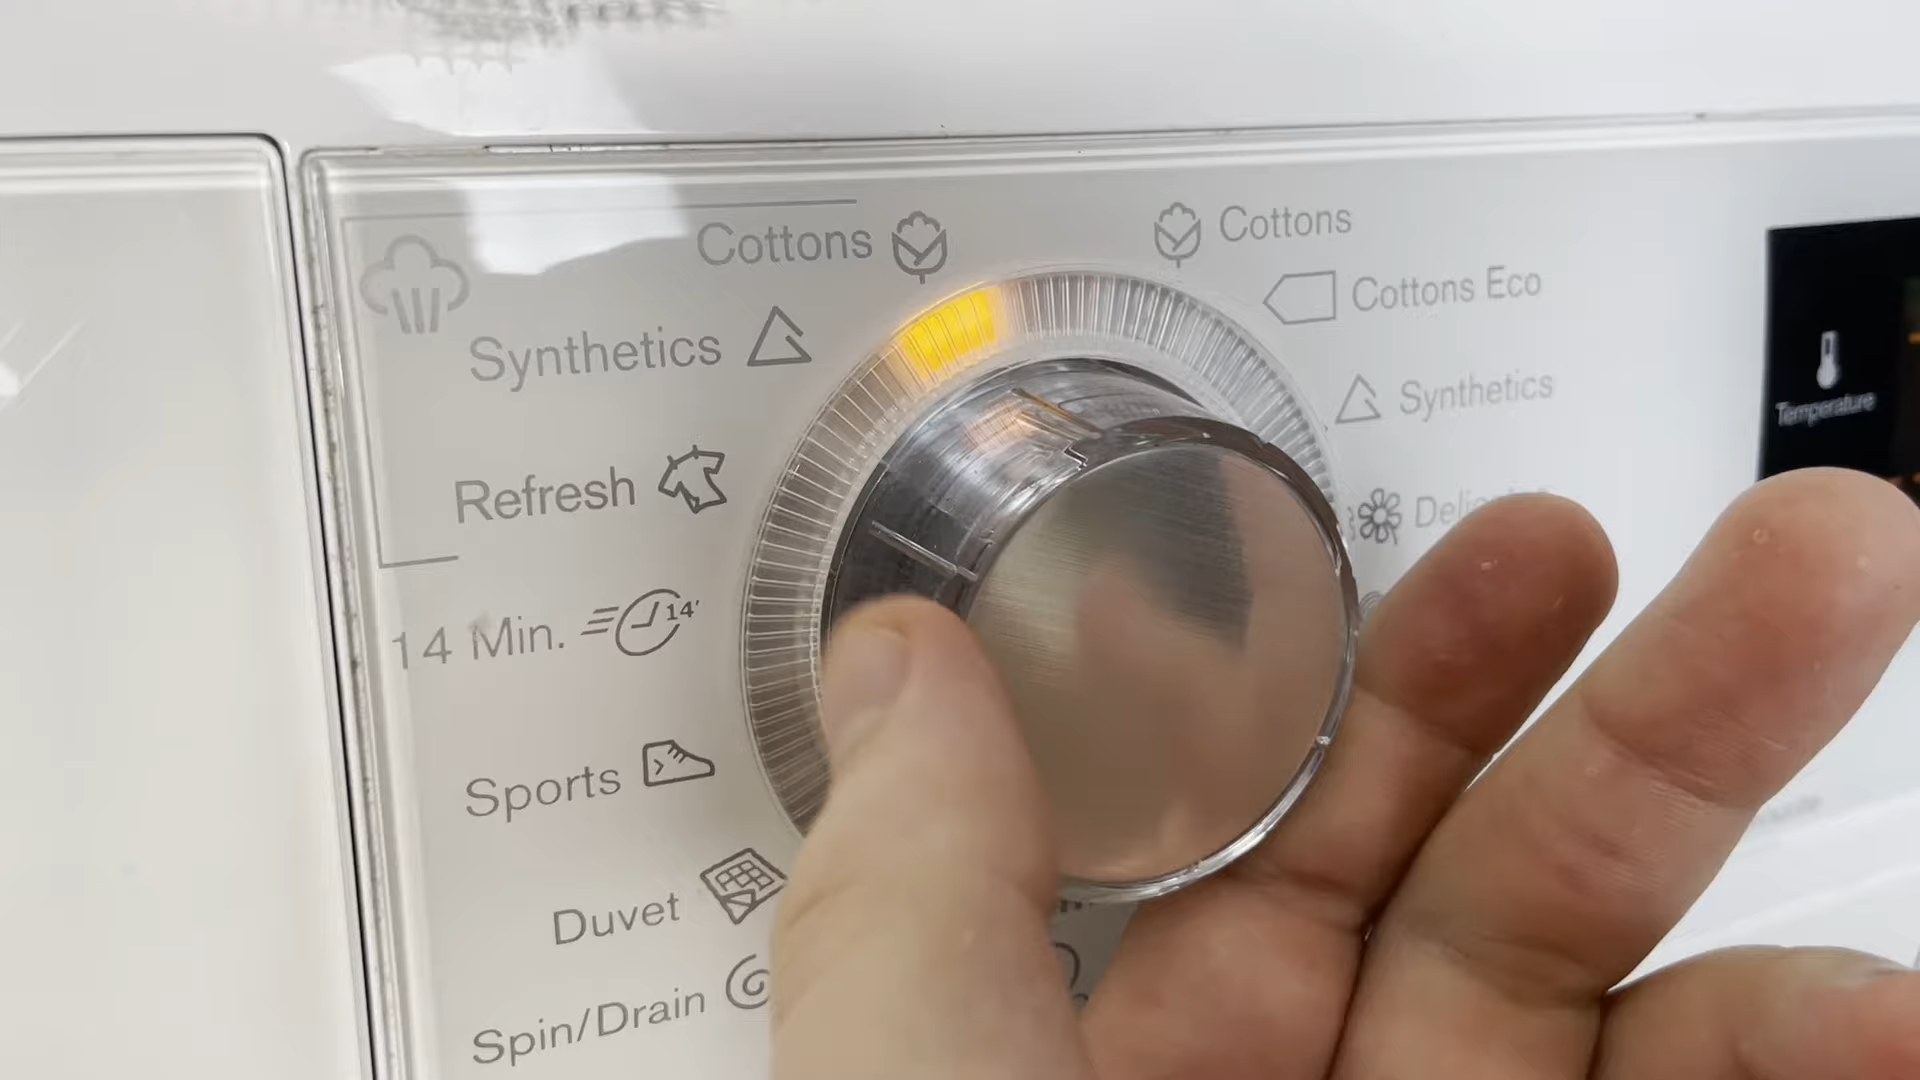 Cottons
Synthetics
Refresh
14 Min.
14'
Sports
Duvet
Spin/Drain
Cottons
Cottons Eco
Synthetics
Temperature